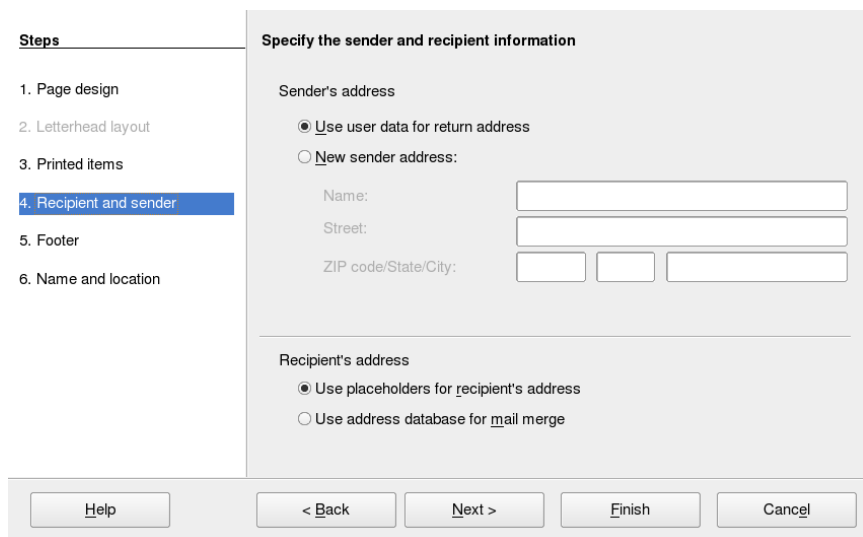 Steps
1. Page design
2. Letterhead layout
3. Printed items
4. Recipient and sender
5. Footer
6. Name and location
Specify the sender and recipient information
Sender's address
Use user data for return address
New sender address:
Name:
Street:
ZIP code/State/City:
Recipient's address
Use placeholders for recipient's address
Use address database for mail merge
Help
< Back
Next >
Finish
Cancel